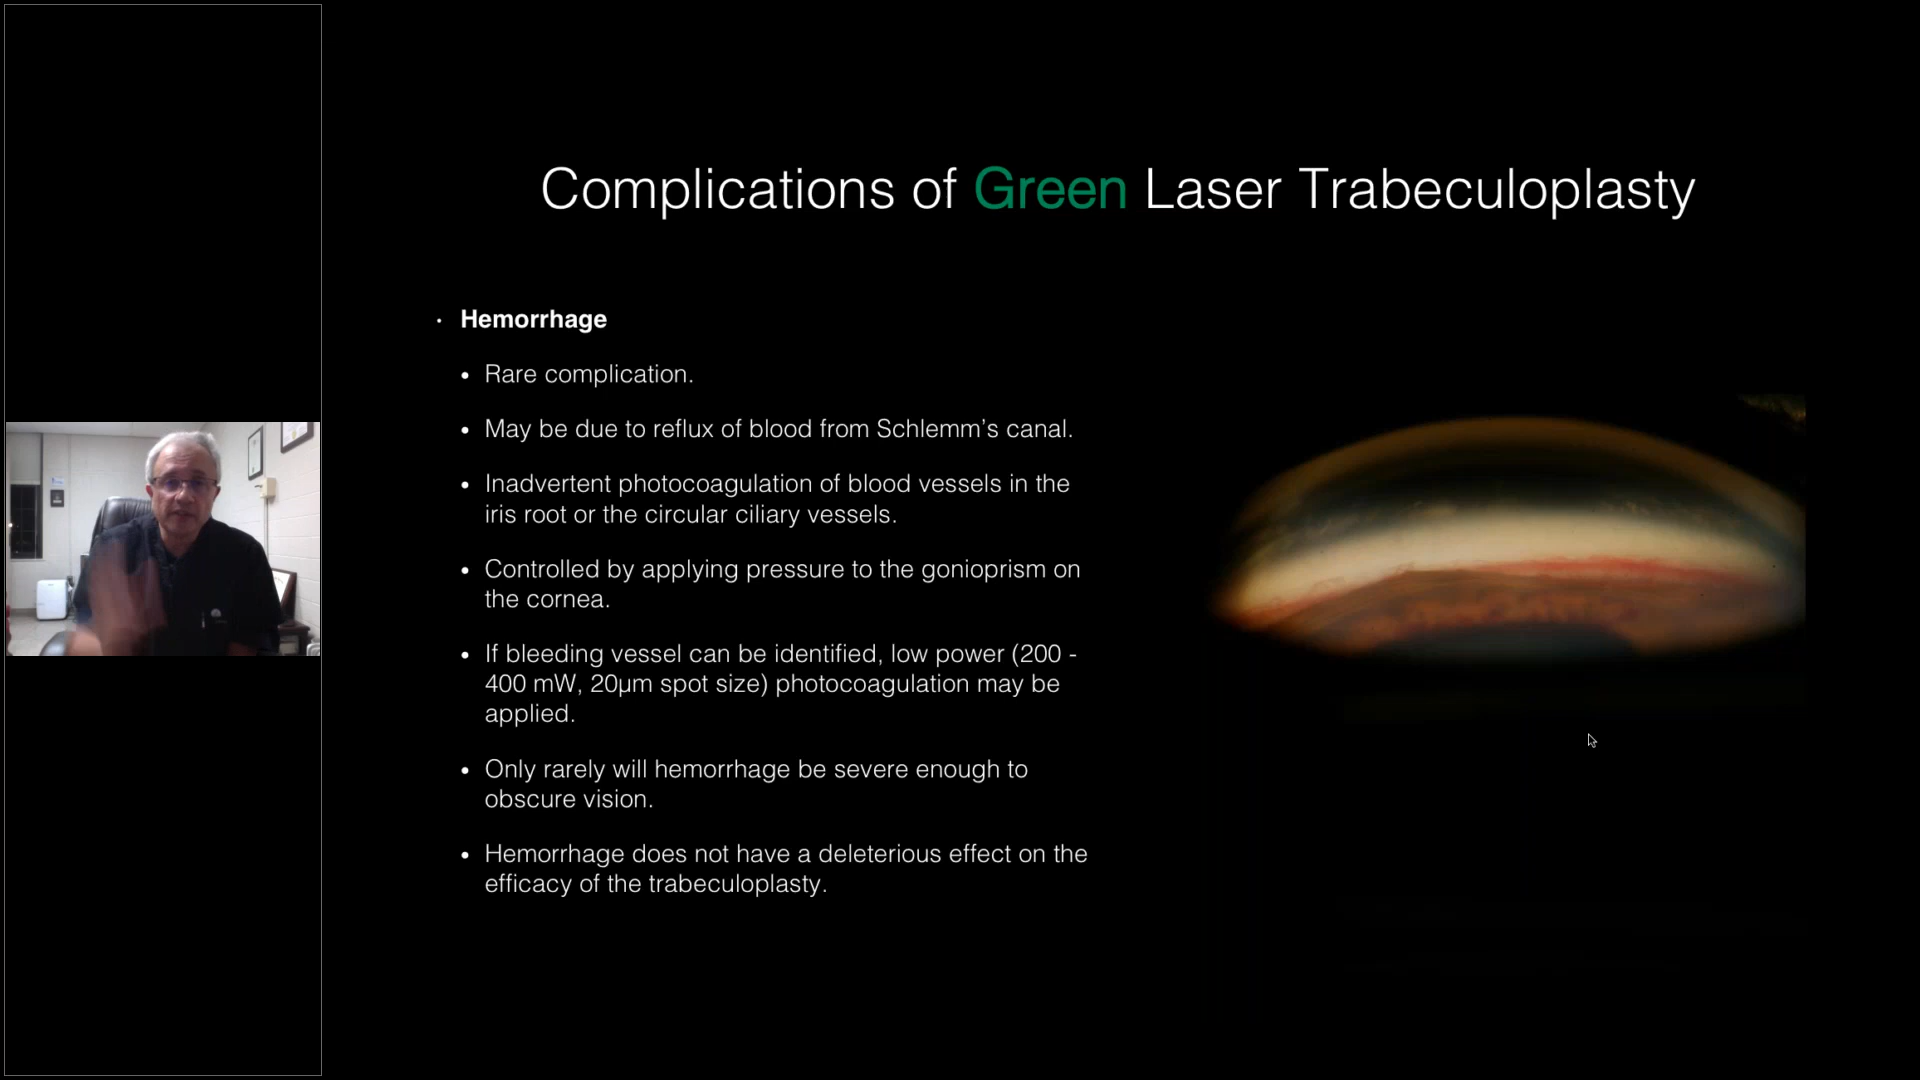 Complications of Green Laser Trabeculoplasty
• Hemorrhage
• Rare complication.
• May be due to reflux of blood from Schlemm’s canal.
• Inadvertent photocoagulation of blood vessels in the
iris root or the circular ciliary vessels.
• Controlled by applying pressure to the gonioprism on
the cornea.
• If bleeding vessel can be identified, low power (200 -
400 mW, 20µm spot size) photocoagulation may be
applied.
• Only rarely will hemorrhage be severe enough to
obscure vision.
• Hemorrhage does not have a deleterious effect on the
efficacy of the trabeculoplasty.